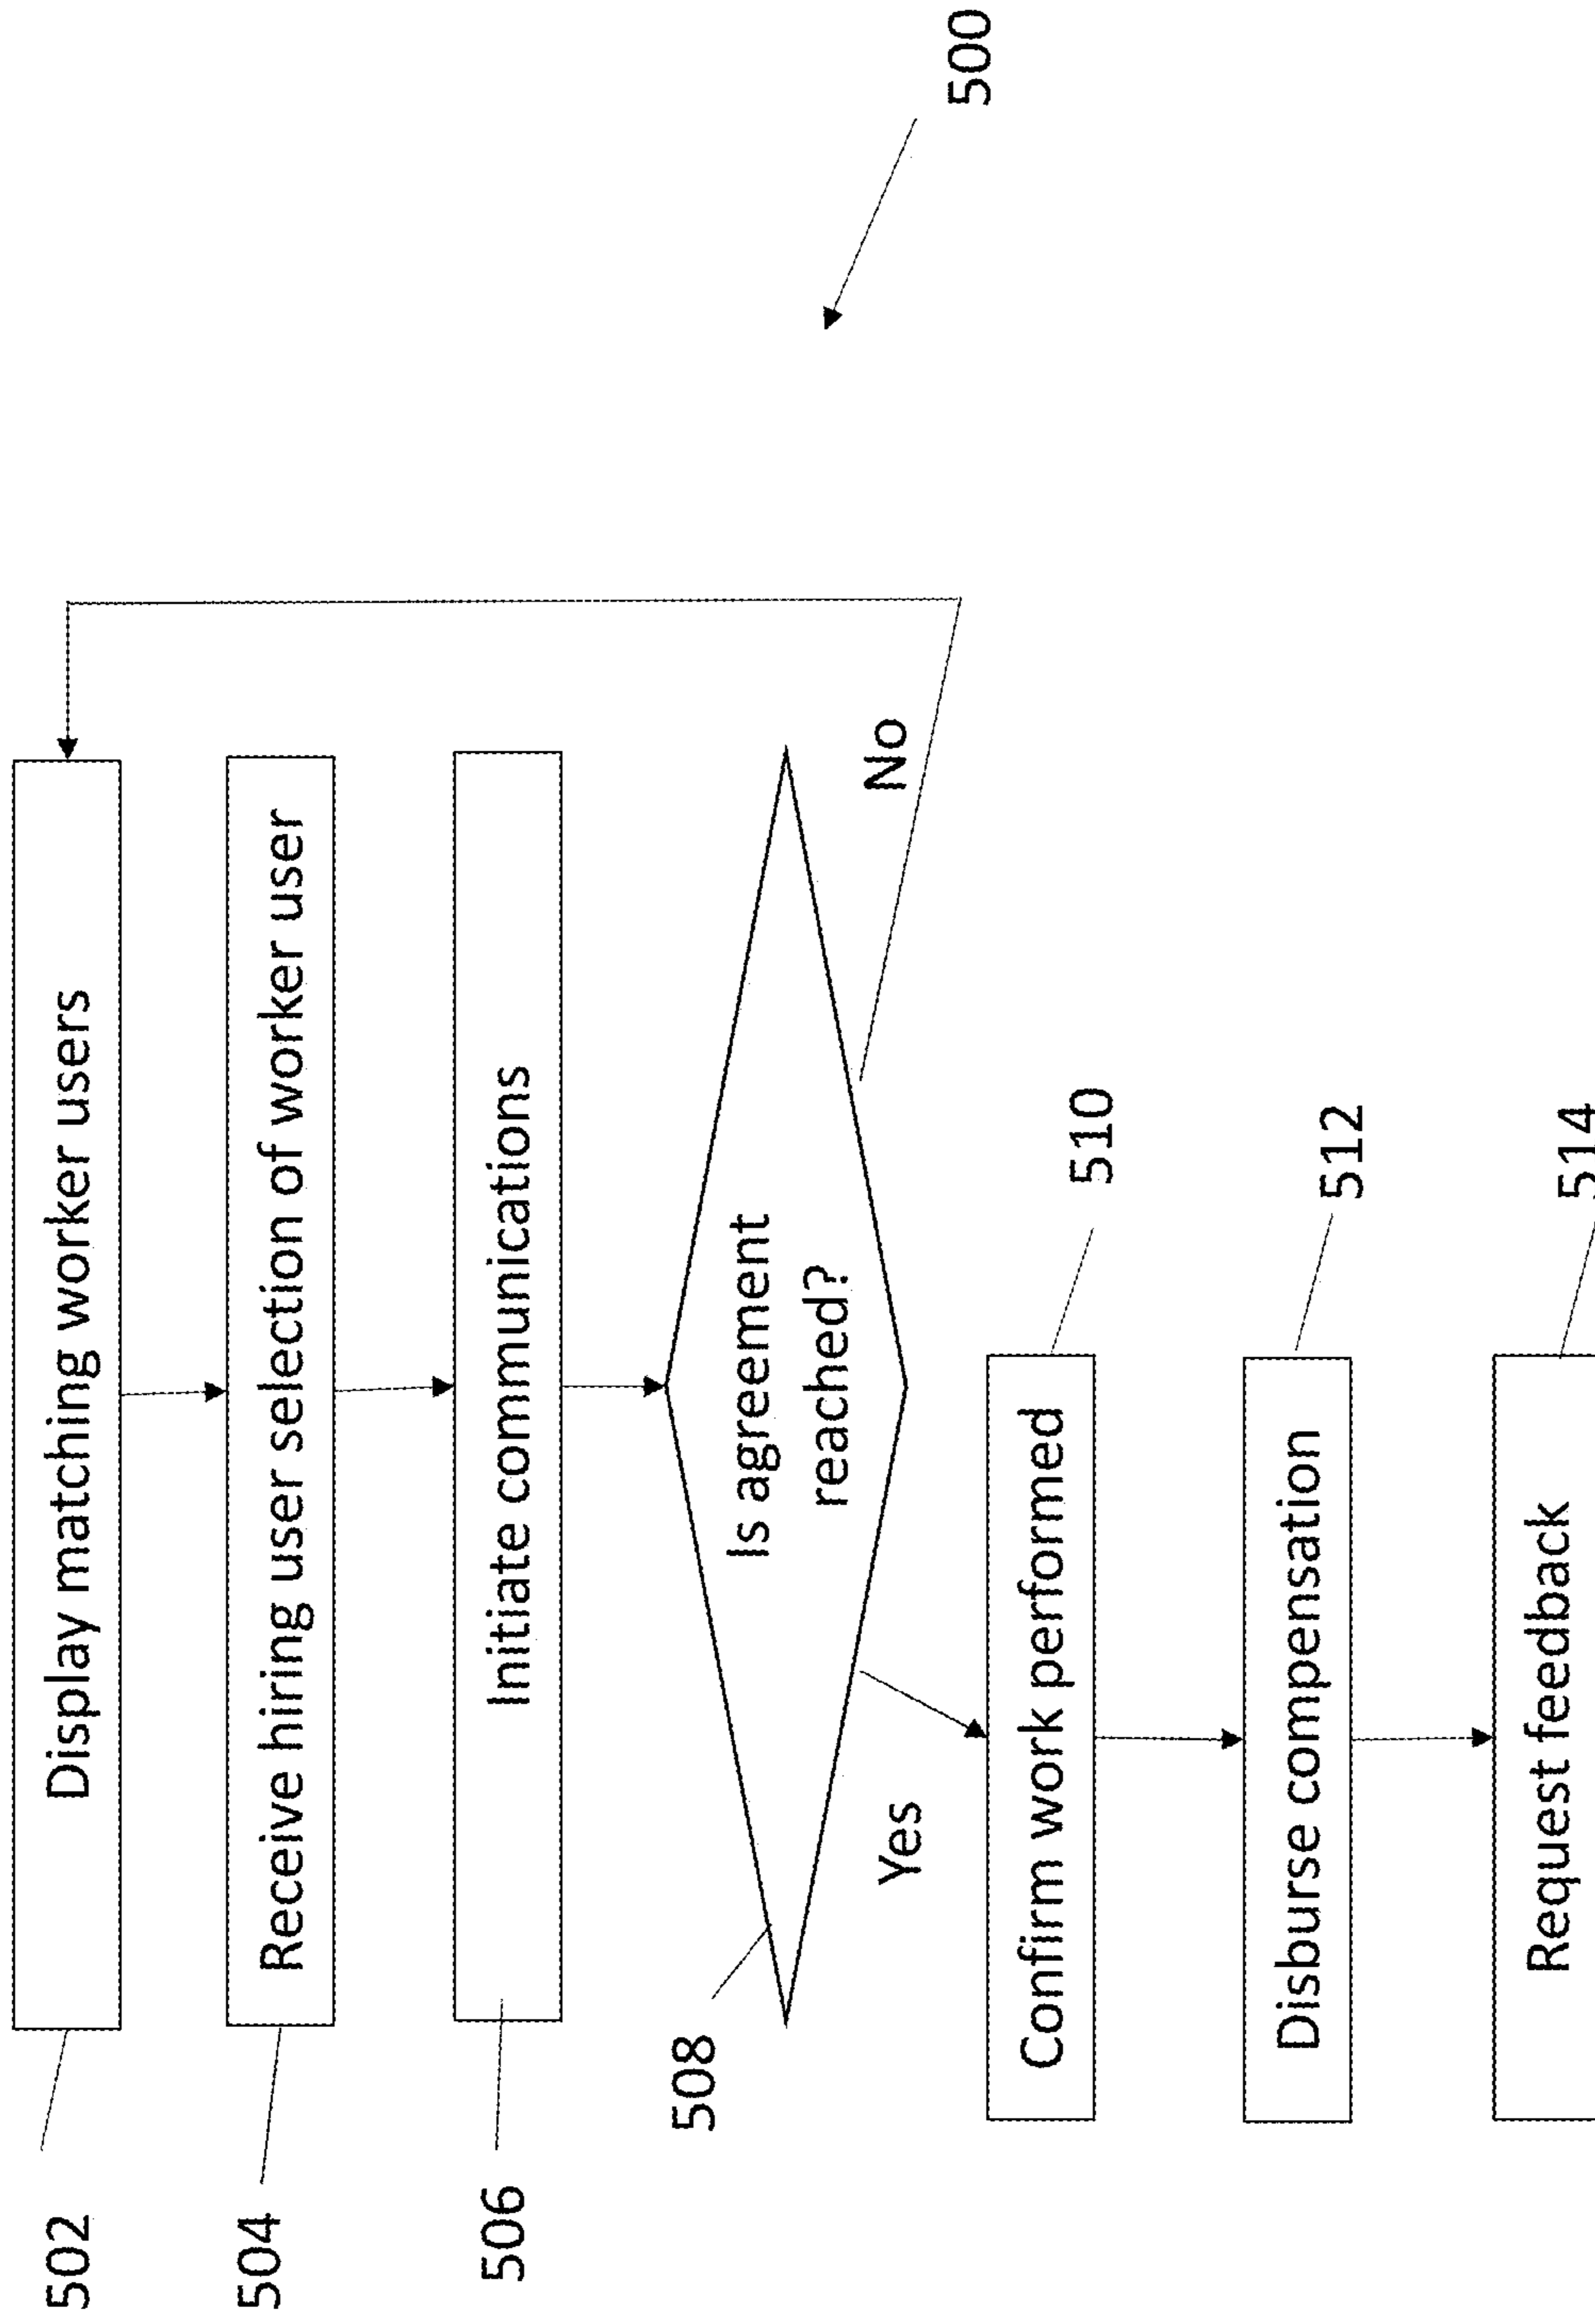 502
Display matching worker users
504
Receive hiring user selection of worker user
506
Initiate communications
508
Is agreement
reached?
Yes
No
Confirm work performed
510
Disburse compensation
512
Request feedback
514
500